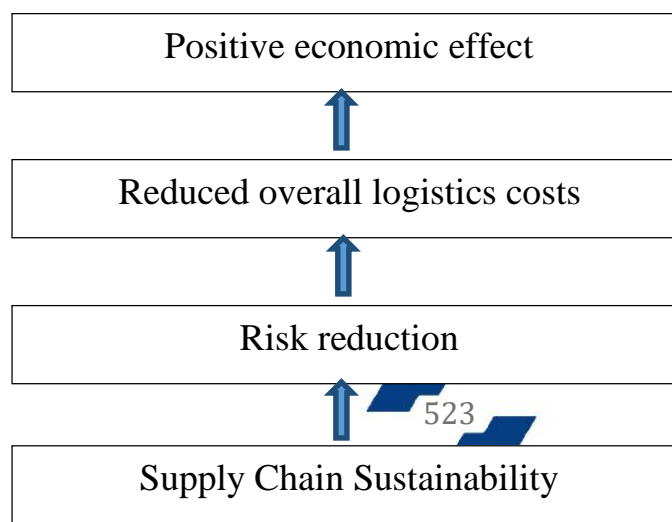 Positive economic effect
Reduced overall logistics costs
Risk reduction
523
Supply Chain Sustainability